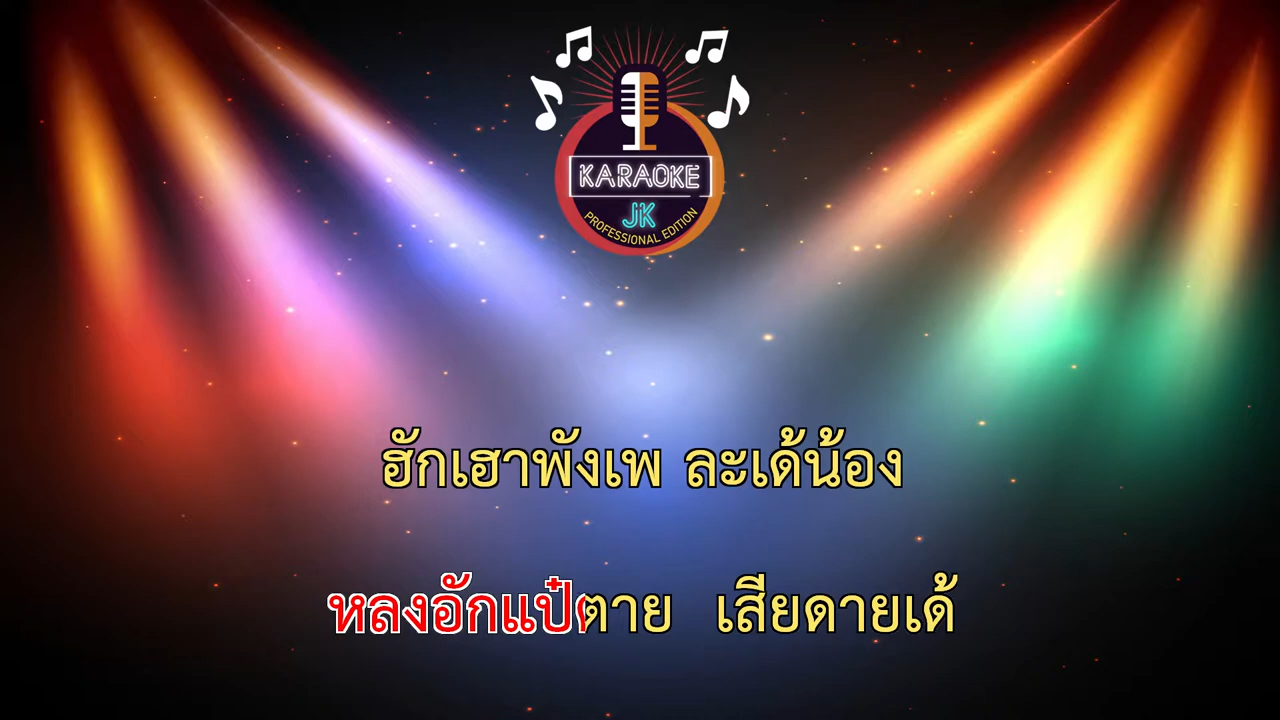 KARAOKE
JK
PROFESSIONAL EDITION
ฮักเฮาพังเพ ละเด้น้อง
หลงอักแป๋ตาย เสียดายเด้